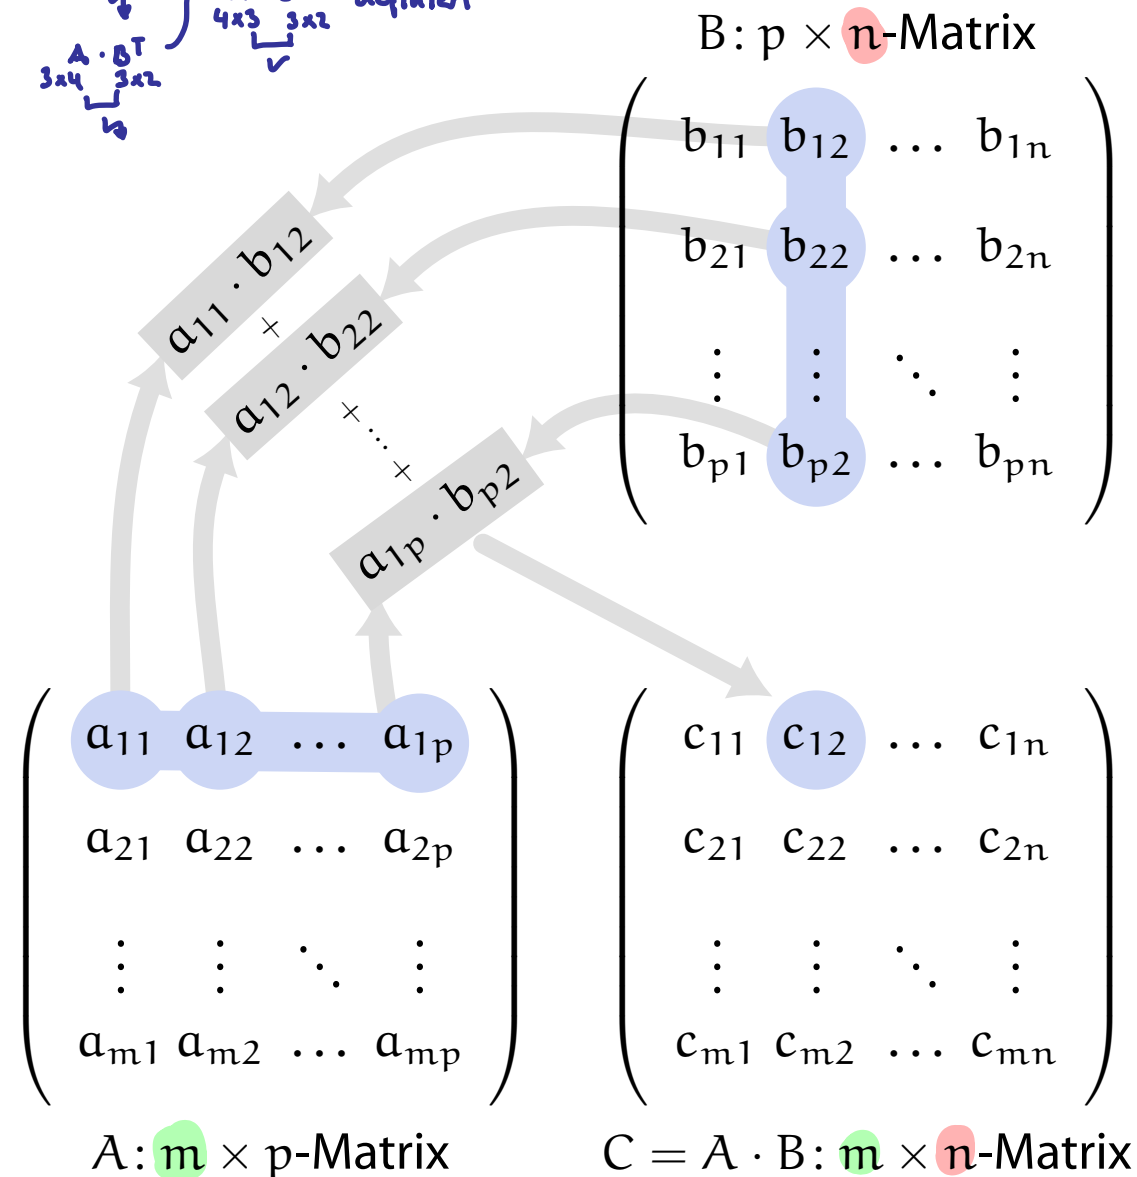 4x3 3x2
A · Bᵀ
3x4 3x2
B: p × n-Matrix
b₁₁ b₁₂ … b₁ₙ
b₂₁ b₂₂ … b₂ₙ
⋮ ⋮ ⋱ ⋮
bₚ₁ bₚ₂ … bₚₙ
a₁₁ · b₁₂
+
a₁₂ · b₂₂
+ … +
a₁ₚ · bₚ₂
a₁₁ a₁₂ … a₁ₚ
a₂₁ a₂₂ … a₂ₚ
⋮ ⋮ ⋱ ⋮
aₘ₁ aₘ₂ … aₘₚ
A: m × p-Matrix
c₁₁ c₁₂ … c₁ₙ
c₂₁ c₂₂ … c₂ₙ
⋮ ⋮ ⋱ ⋮
cₘ₁ cₘ₂ … cₘₙ
C = A · B: m × n-Matrix